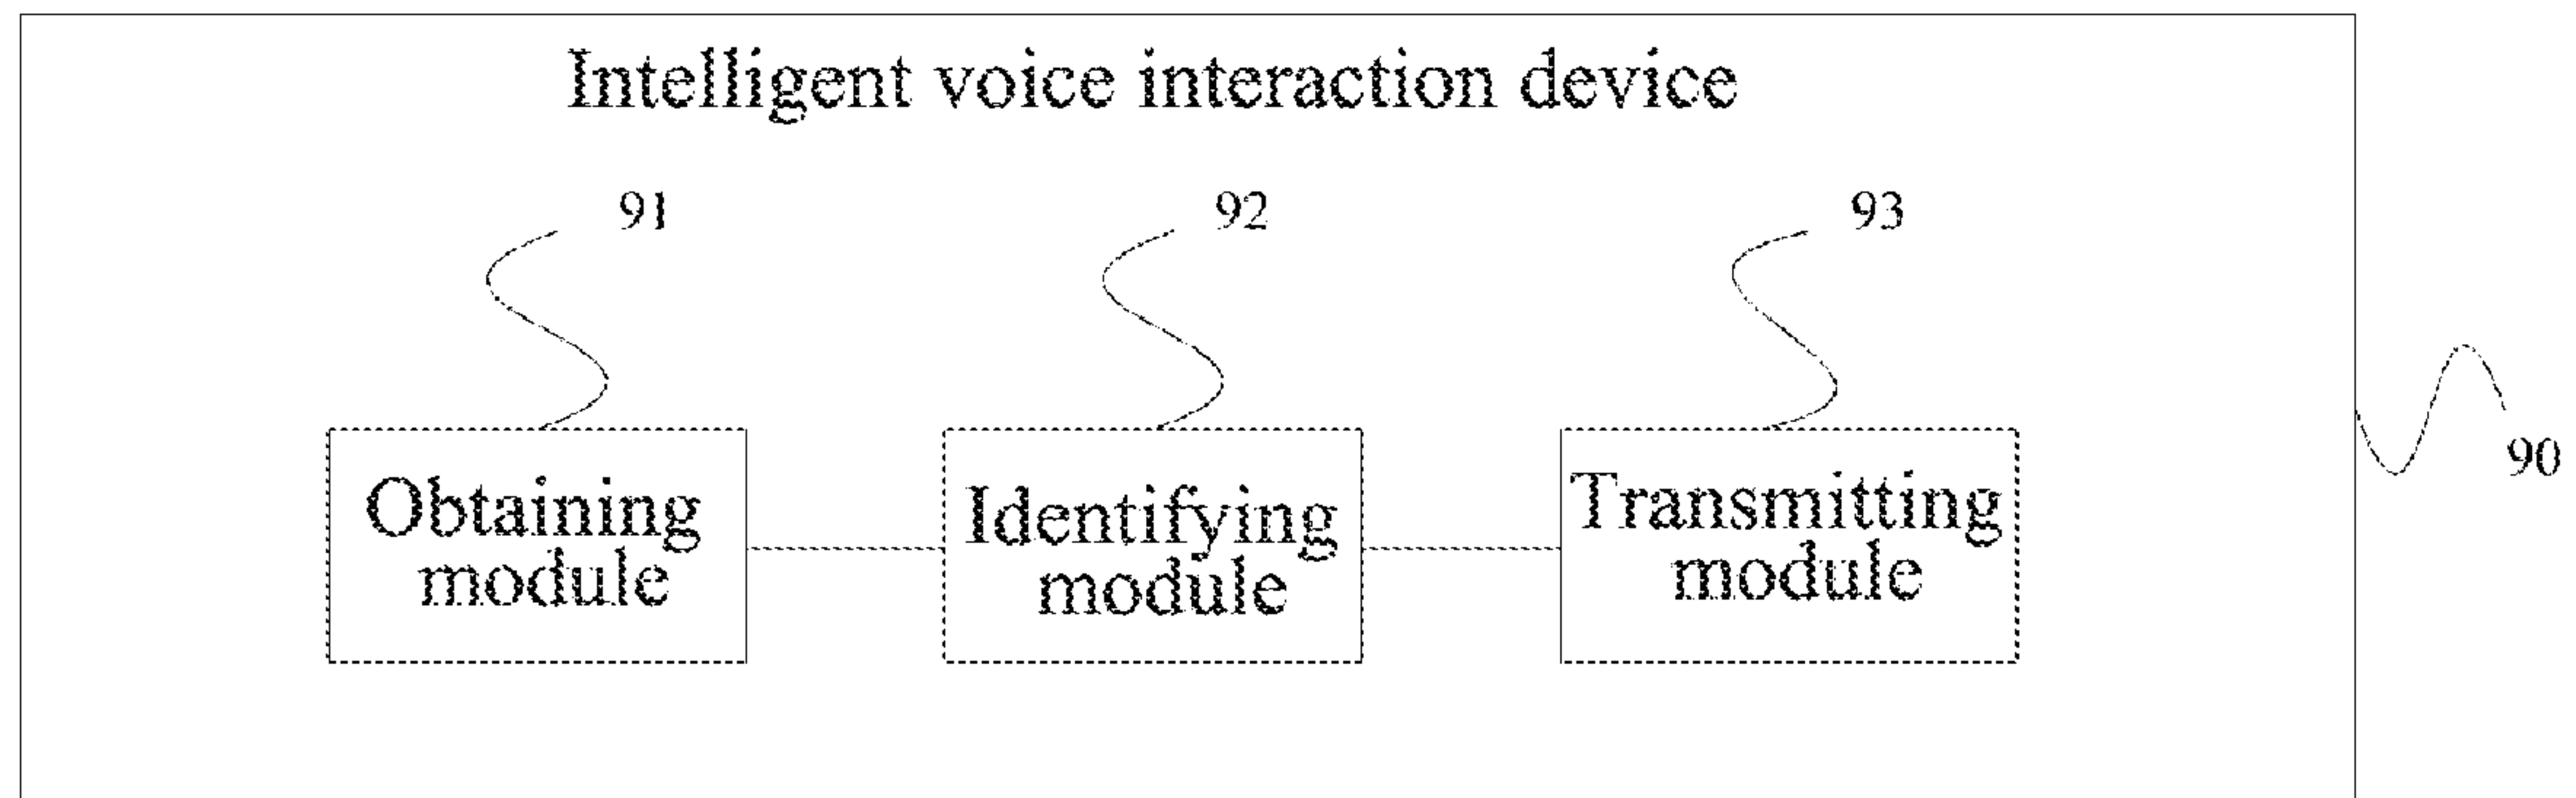 Intelligent voice interaction device
91
92
93
Obtaining
module
Identifying
module
Transmitting
module
90